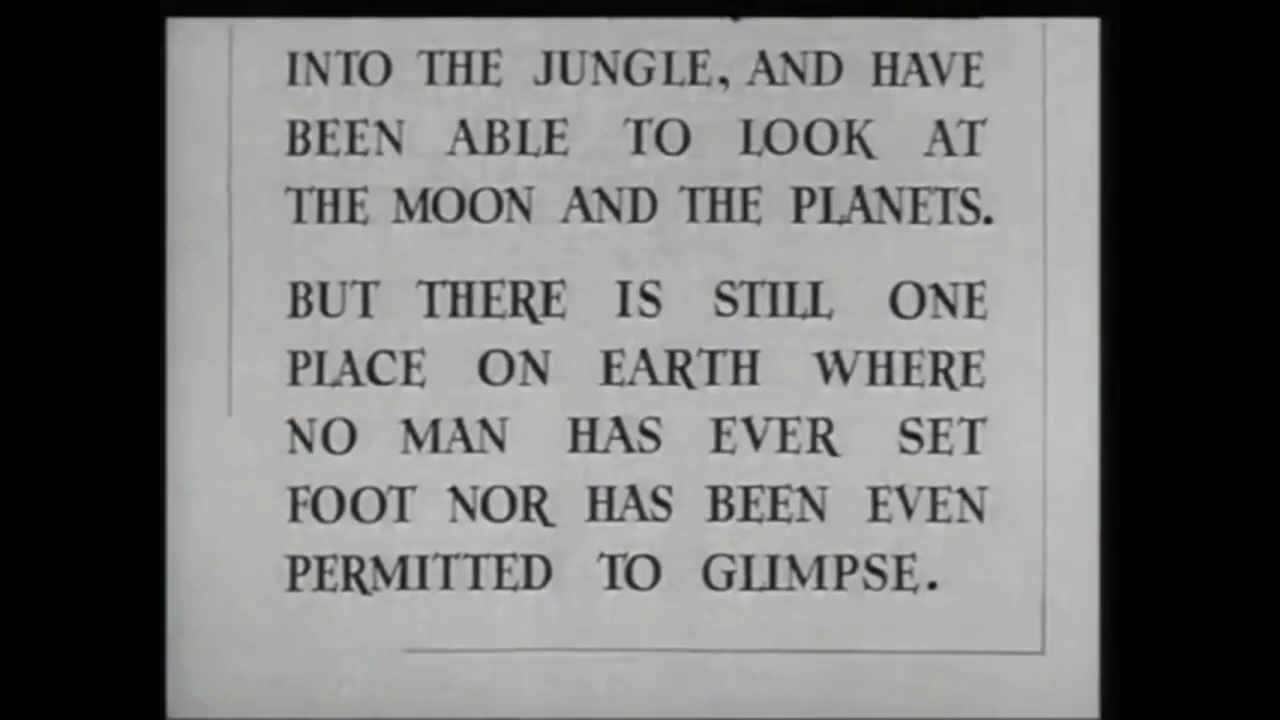 INTO THE JUNGLE, AND HAVE
BEEN ABLE TO LOOK AT
THE MOON AND THE PLANETS.
BUT THERE IS STILL ONE
PLACE ON EARTH WHERE
NO MAN HAS EVER SET
FOOT NOR HAS BEEN EVEN
PERMITTED TO GLIMPSE.